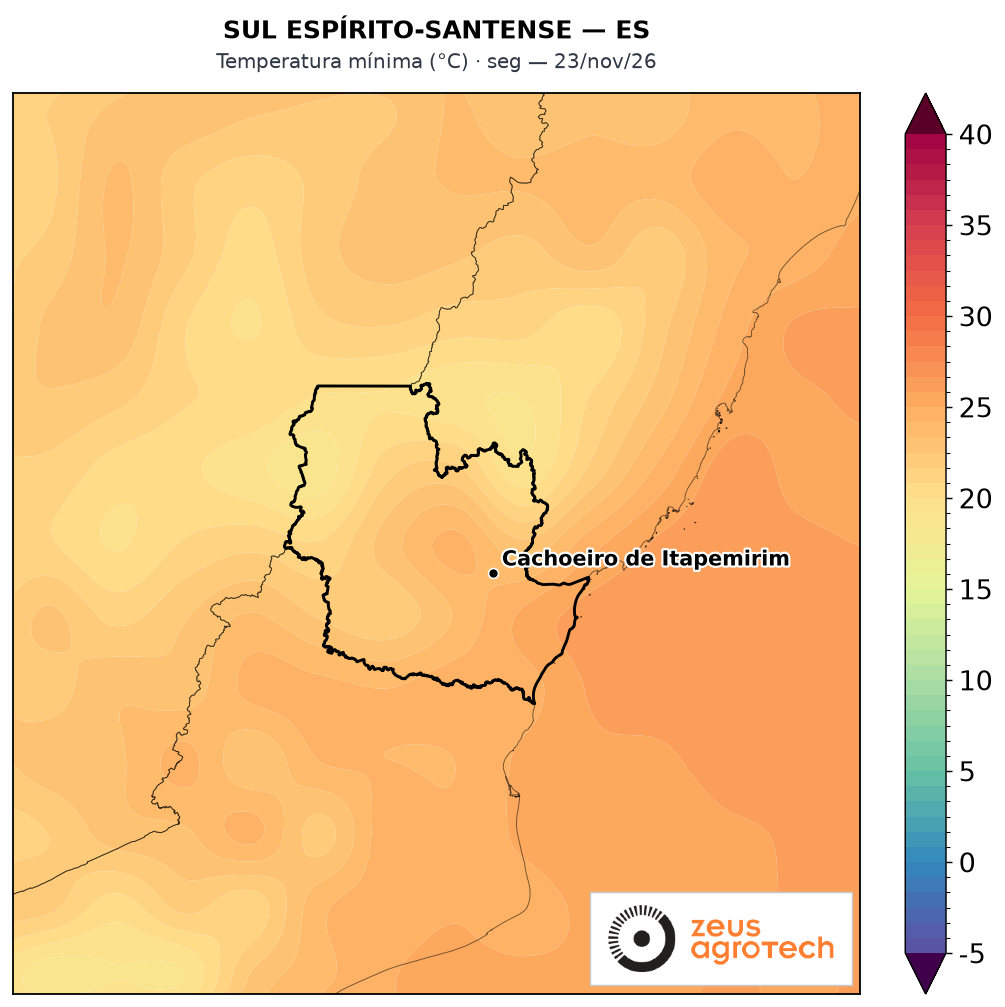 SUL ESPÍRITO-SANTENSE — ES
Temperatura mínima (°C) · seg — 23/nov/26
40
35
30
25
20
15
10
5
0
-5
Cachoeiro de Itapemirim
zeus
agrotech